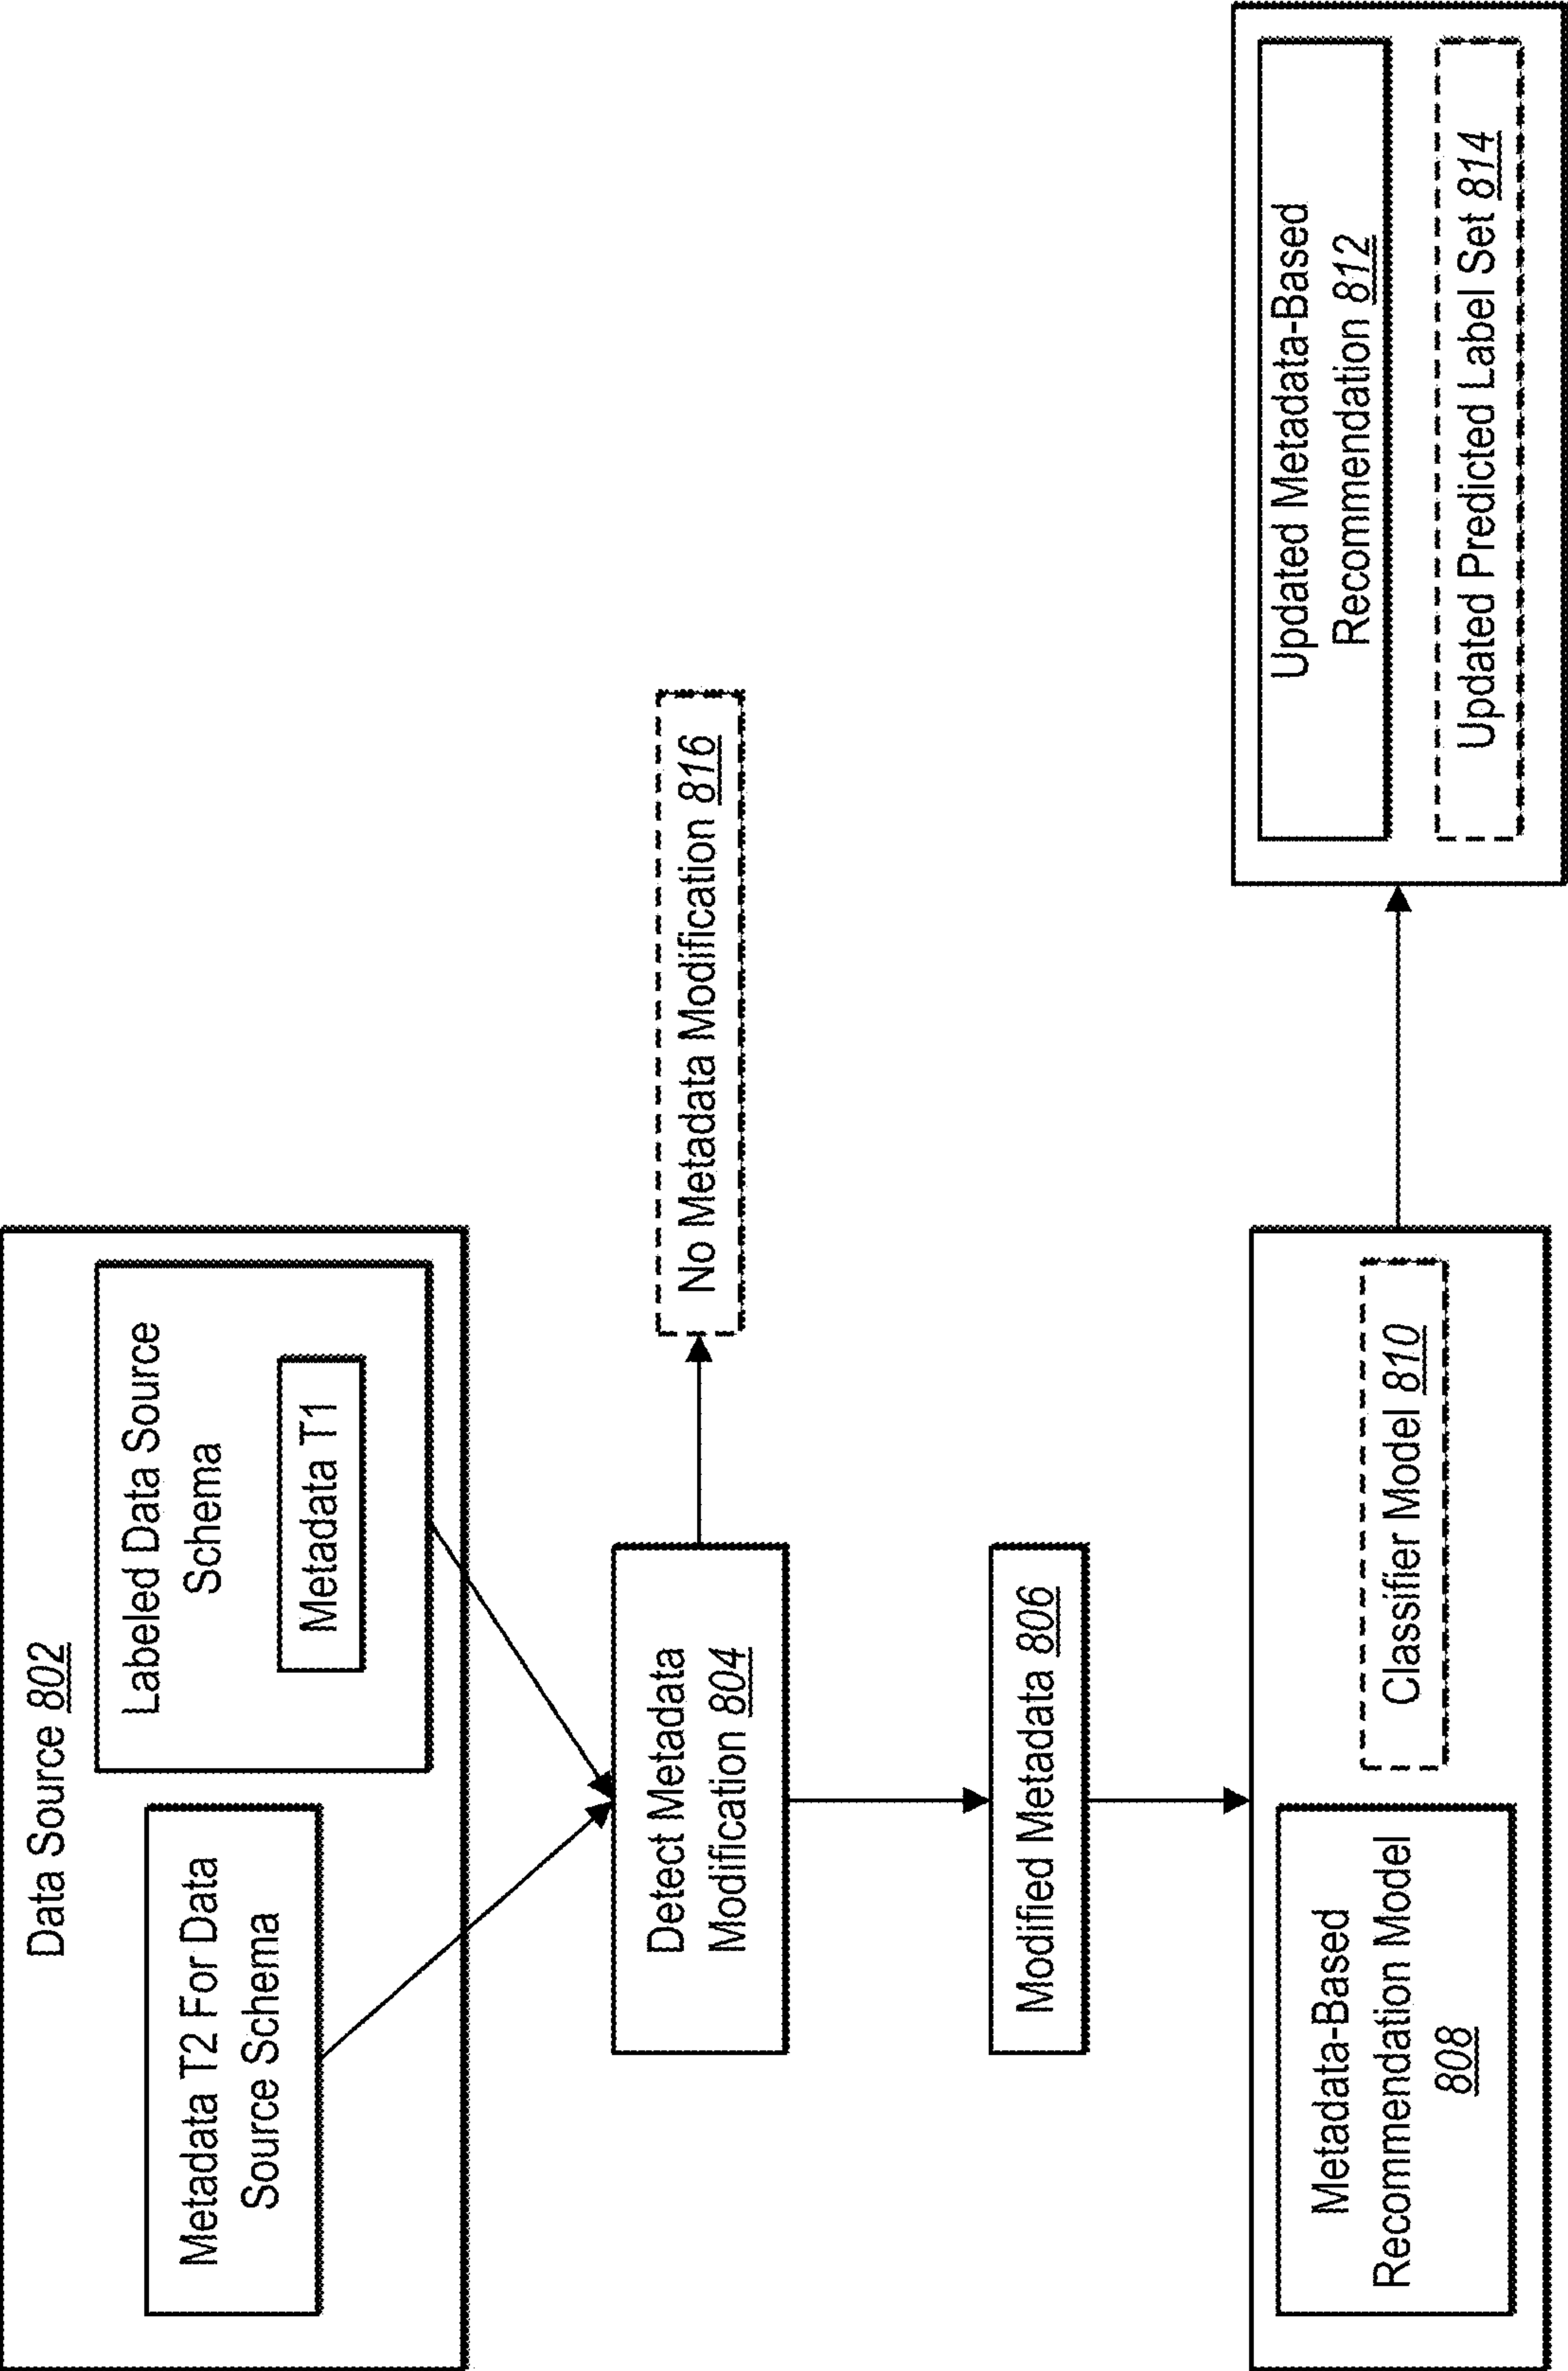 Data Source 802
Metadata T2 For Data
Source Schema
Labeled Data Source
Schema
Metadata T1
Detect Metadata
Modification 804
No Metadata Modification 816
Modified Metadata 806
Metadata-Based
Recommendation Model
808
Classifier Model 810
Updated Metadata-Based
Recommendation 812
Updated Predicted Label Set 814